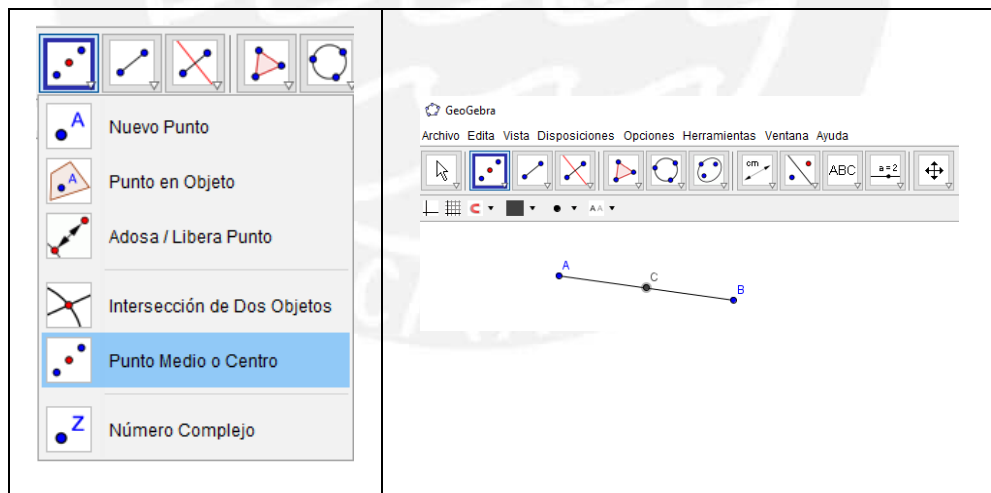 A
Nuevo Punto
A
Punto en Objeto
Adosa / Libera Punto
Intersección de Dos Objetos
Punto Medio o Centro
Z
Número Complejo
GeoGebra
Archivo Edita Vista Disposiciones Opciones Herramientas Ventana Ayuda
cm
ABC
a=2
AA
A
C
B